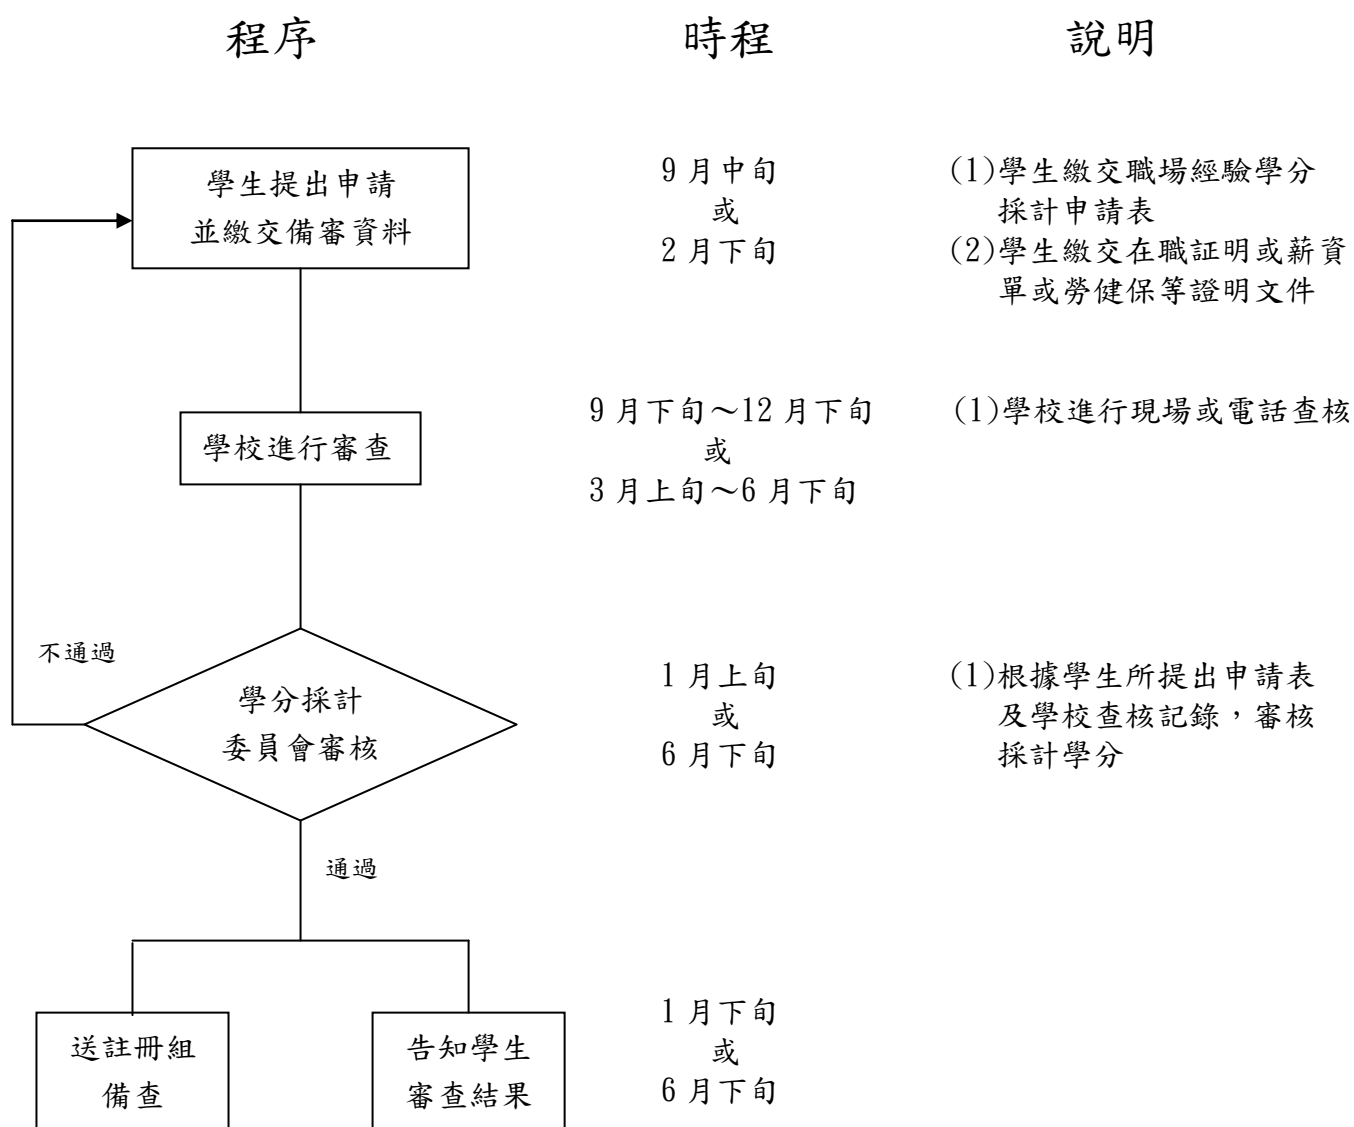 程序 時程 說明
學生提出申請
並繳交備審資料
9 月中旬
或
2 月下旬
(1)學生繳交職場經驗學分
採計申請表
(2)學生繳交在職証明或薪資
單或勞健保等證明文件
學校進行審查
9 月下旬～12 月下旬
或
3 月上旬～6 月下旬
(1)學校進行現場或電話查核
不通過
學分採計
委員會審核
1 月上旬
或
6 月下旬
(1)根據學生所提出申請表
及學校查核記錄，審核
採計學分
通過
送註冊組
備查
告知學生
審查結果
1 月下旬
或
6 月下旬